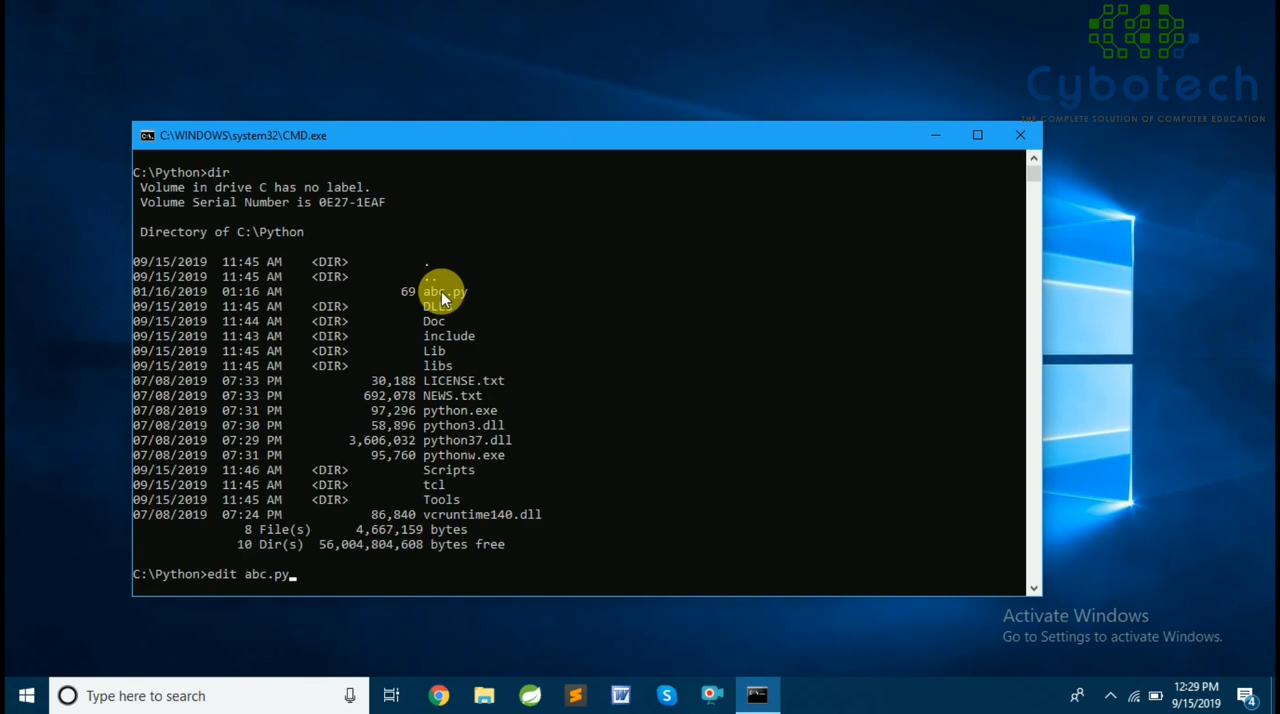 Cybotech
THE COMPLETE SOLUTION OF COMPUTER EDUCATION
C:\WINDOWS\system32\CMD.exe
C:\Python>dir
Volume in drive C has no label.
Volume Serial Number is 0E27-1EAF
Directory of C:\Python
09/15/2019 11:45 AM <DIR> .
09/15/2019 11:45 AM <DIR> ..
01/16/2019 01:16 AM 69 abc.py
09/15/2019 11:45 AM <DIR> DLLs
09/15/2019 11:44 AM <DIR> Doc
09/15/2019 11:43 AM <DIR> include
09/15/2019 11:45 AM <DIR> Lib
09/15/2019 11:45 AM <DIR> libs
07/08/2019 07:33 PM 30,188 LICENSE.txt
07/08/2019 07:33 PM 692,078 NEWS.txt
07/08/2019 07:31 PM 97,296 python.exe
07/08/2019 07:30 PM 58,896 python3.dll
07/08/2019 07:29 PM 3,606,032 python37.dll
07/08/2019 07:31 PM 95,760 pythonw.exe
09/15/2019 11:46 AM <DIR> Scripts
09/15/2019 11:45 AM <DIR> tcl
09/15/2019 11:45 AM <DIR> Tools
07/08/2019 07:24 PM 86,840 vcruntime140.dll
8 File(s) 4,667,159 bytes
10 Dir(s) 56,004,804,608 bytes free
C:\Python>edit abc.py
Activate Windows
Go to Settings to activate Windows.
Type here to search
12:29 PM
9/15/2019
4